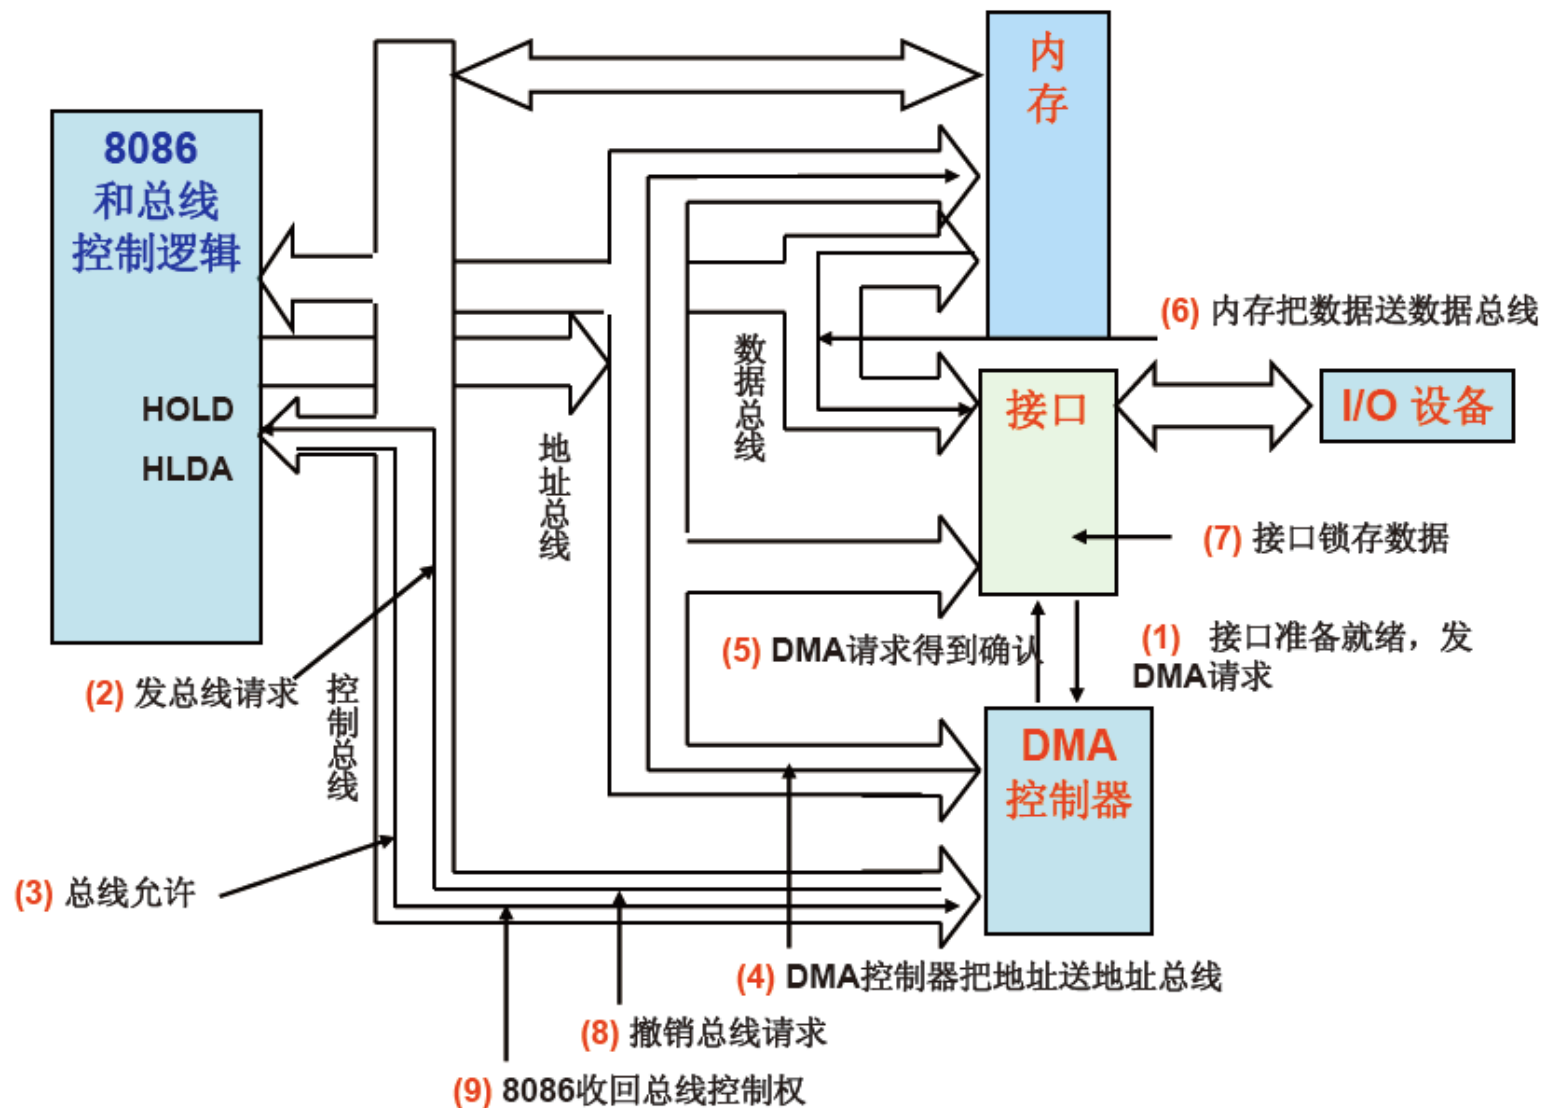 内
存
8086
和总线
控制逻辑
(6) 内存把数据送数据总线
数
据
总
线
接口
I/O 设备
HOLD
HLDA
地
址
总
线
(7) 接口锁存数据
(5) DMA请求得到确认
(1) 接口准备就绪，发
DMA请求
(2) 发总线请求
控
制
总
线
DMA
控制器
(3) 总线允许
(4) DMA控制器把地址送地址总线
(8) 撤销总线请求
(9) 8086收回总线控制权